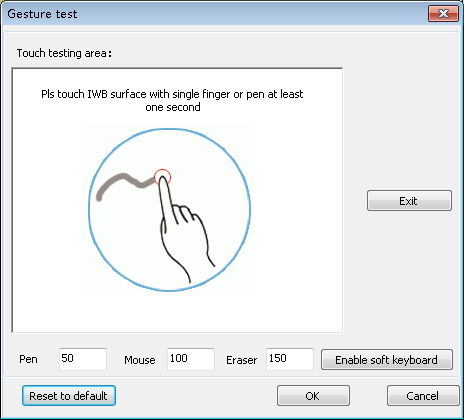 Gesture test
Touch testing area:
Pls touch IWB surface with single finger or pen at least
one second
Exit
Pen 50 Mouse 100 Eraser 150 Enable soft keyboard
Reset to default OK Cancel